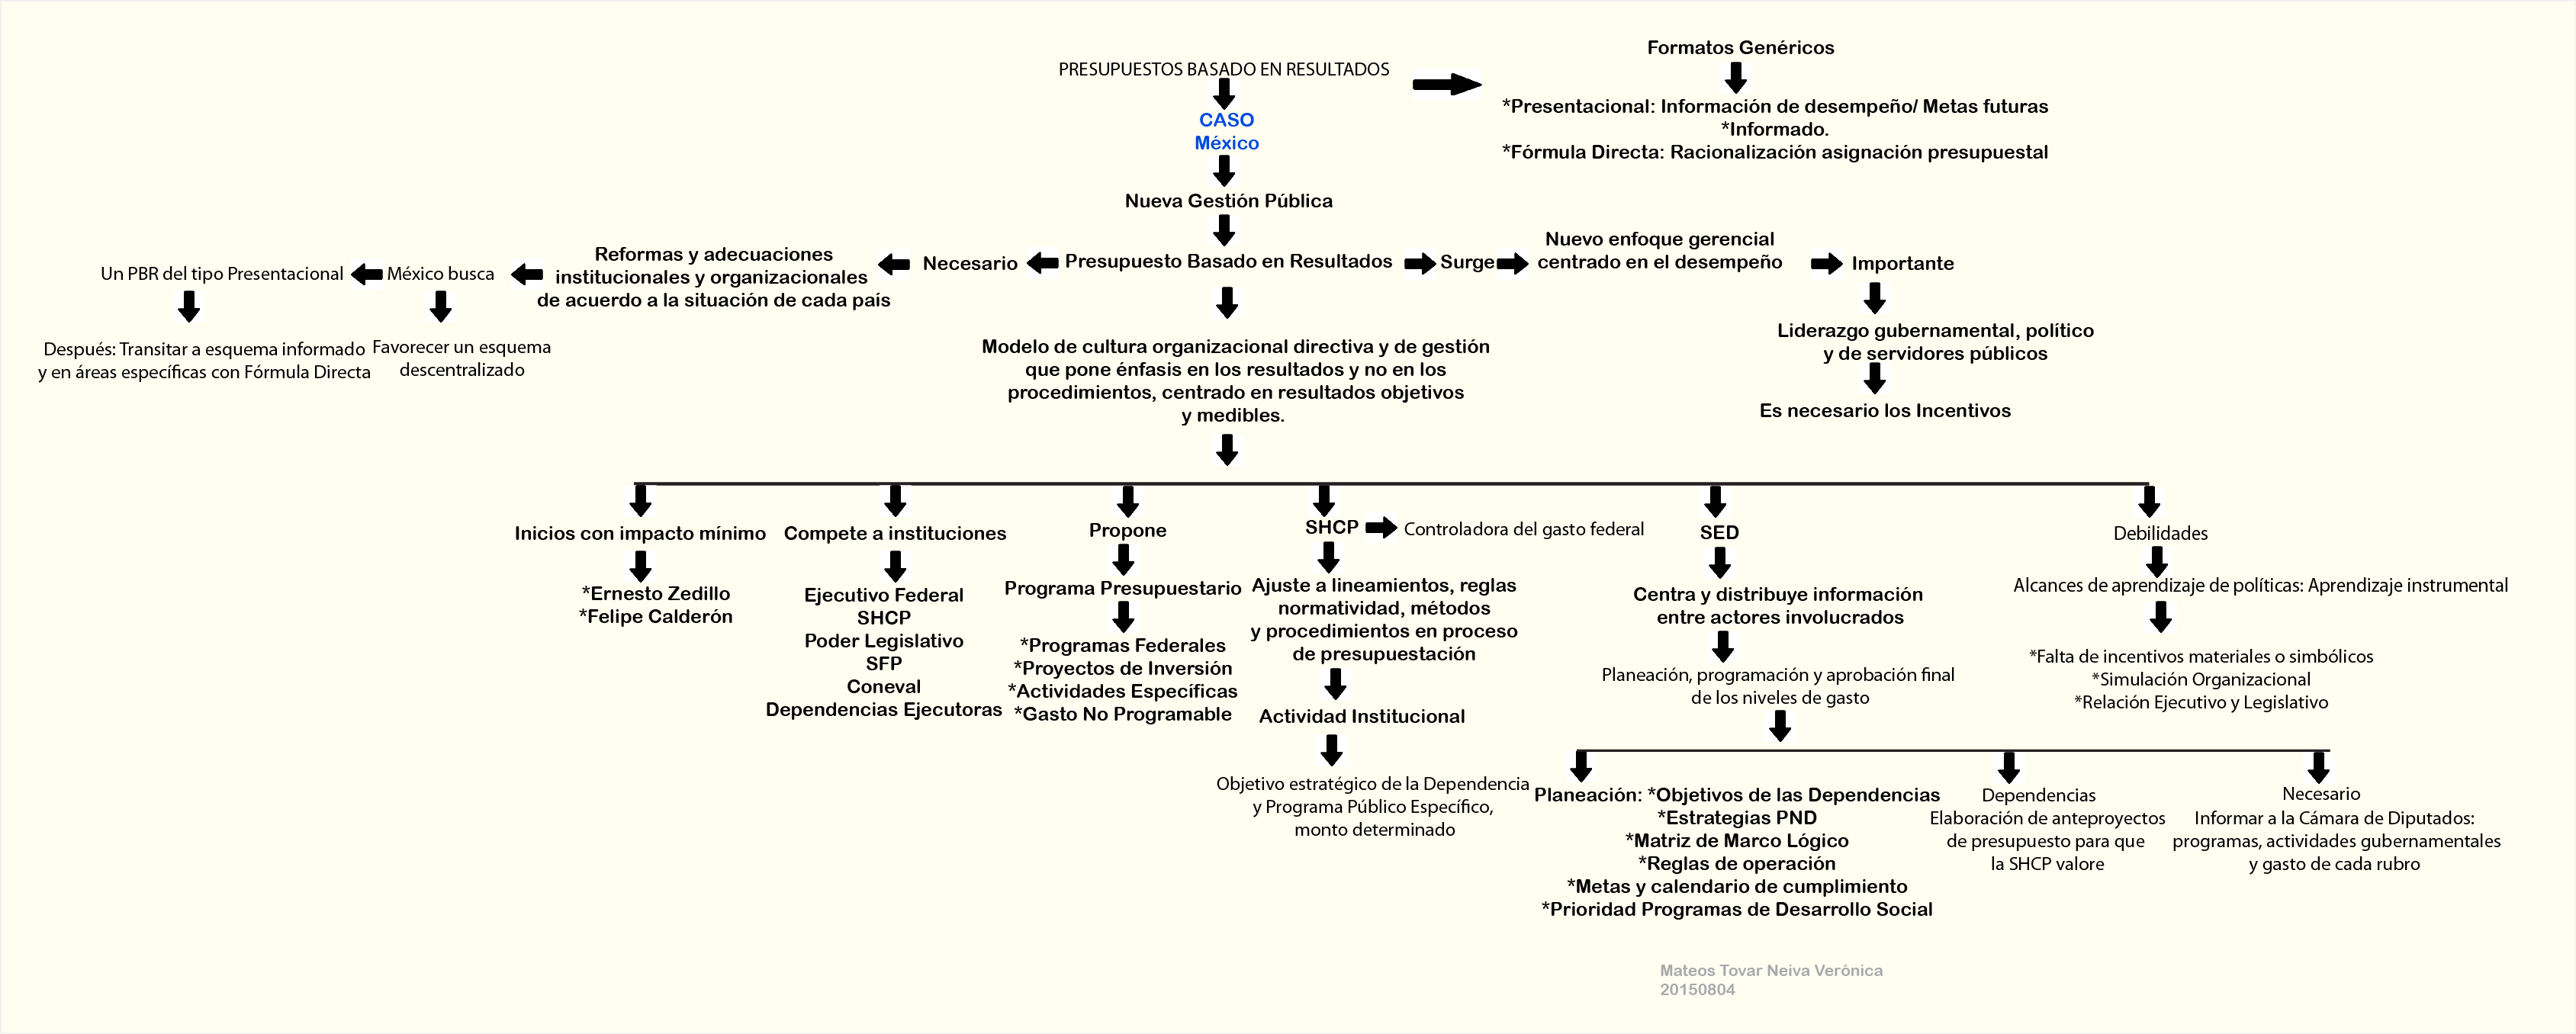 PRESUPUESTOS BASADO EN RESULTADOS
CASO
México
Formatos Genéricos
*Presentacional: Información de desempeño/ Metas futuras
*Informado.
*Fórmula Directa: Racionalización asignación presupuestal
Nueva Gestión Pública
Presupuesto Basado en Resultados
Necesario
Reformas y adecuaciones
institucionales y organizacionales
de acuerdo a la situación de cada país
México busca
Un PBR del tipo Presentacional
Después: Transitar a esquema informado
y en áreas específicas con Fórmula Directa
Favorecer un esquema
descentralizado
Surge
Nuevo enfoque gerencial
centrado en el desempeño
Importante
Liderazgo gubernamental, político
y de servidores públicos
Es necesario los Incentivos
Modelo de cultura organizacional directiva y de gestión
que pone énfasis en los resultados y no en los
procedimientos, centrado en resultados objetivos
y medibles.
Inicios con impacto mínimo
*Ernesto Zedillo
*Felipe Calderón
Compete a instituciones
Ejecutivo Federal
SHCP
Poder Legislativo
SFP
Coneval
Dependencias Ejecutoras
Propone
Programa Presupuestario
*Programas Federales
*Proyectos de Inversión
*Actividades Específicas
*Gasto No Programable
SHCP
Controladora del gasto federal
Ajuste a lineamientos, reglas
normatividad, métodos
y procedimientos en proceso
de presupuestación
Actividad Institucional
Objetivo estratégico de la Dependencia
y Programa Público Específico,
monto determinado
SED
Centra y distribuye información
entre actores involucrados
Planeación, programación y aprobación final
de los niveles de gasto
Planeación: *Objetivos de las Dependencias
*Estrategias PND
*Matriz de Marco Lógico
*Reglas de operación
*Metas y calendario de cumplimiento
*Prioridad Programas de Desarrollo Social
Dependencias
Elaboración de anteproyectos
de presupuesto para que
la SHCP valore
Necesario
Informar a la Cámara de Diputados:
programas, actividades gubernamentales
y gasto de cada rubro
Debilidades
Alcances de aprendizaje de políticas: Aprendizaje instrumental
*Falta de incentivos materiales o simbólicos
*Simulación Organizacional
*Relación Ejecutivo y Legislativo
Mateos Tovar Neiva Verónica
20150804